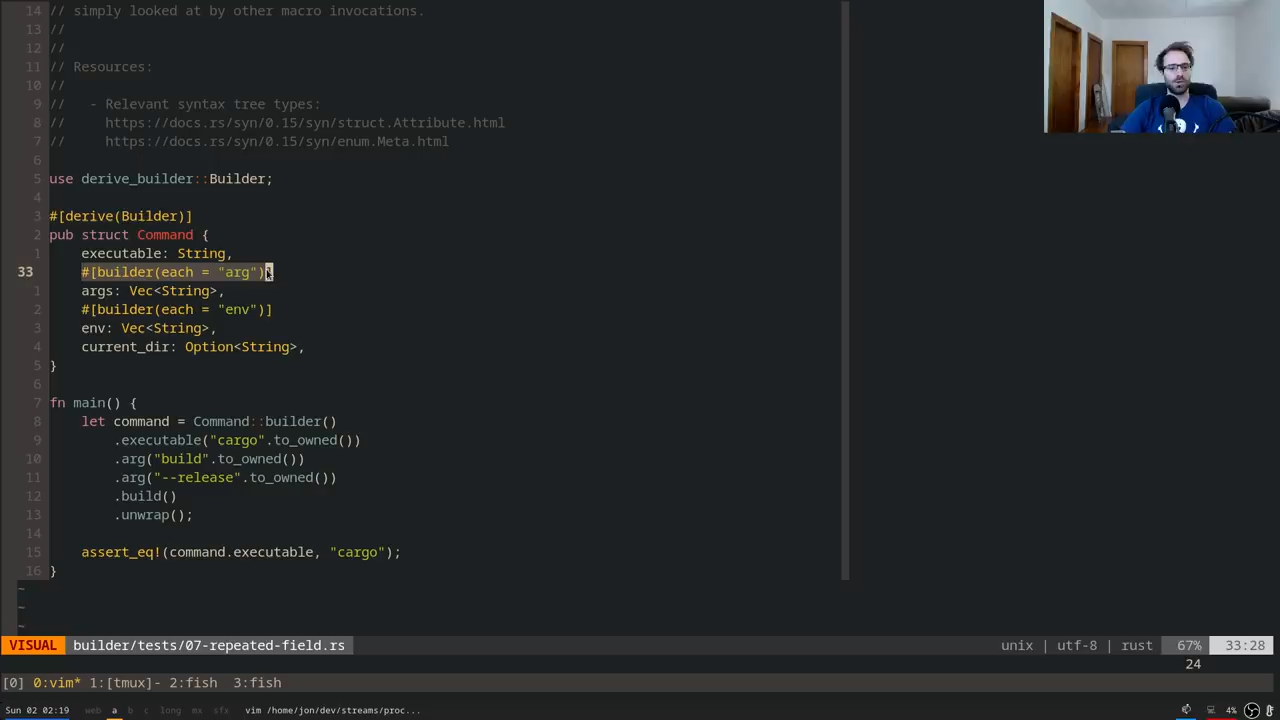 14 // simply looked at by other macro invocations.
13 //
12 //
11 // Resources:
10 //
9 //   - Relevant syntax tree types:
8 //     https://docs.rs/syn/0.15/syn/struct.Attribute.html
7 //     https://docs.rs/syn/0.15/syn/enum.Meta.html
6
5 use derive_builder::Builder;
4
3 #[derive(Builder)]
2 pub struct Command {
1     executable: String,
33     #[builder(each = "arg")]
1     args: Vec<String>,
2     #[builder(each = "env")]
3     env: Vec<String>,
4     current_dir: Option<String>,
5 }
6
7 fn main() {
8     let command = Command::builder()
9         .executable("cargo".to_owned())
10         .arg("build".to_owned())
11         .arg("--release".to_owned())
12         .build()
13         .unwrap();
14
15     assert_eq!(command.executable, "cargo");
16 }
~
~
~
VISUAL builder/tests/07-repeated-field.rs unix | utf-8 | rust 67% 33:28
24
[0] 0:vim* 1:[tmux]- 2:fish 3:fish
Sun 02 02:19 web a b c long ms sfx vim /home/jon/dev/streams/proc... 4%